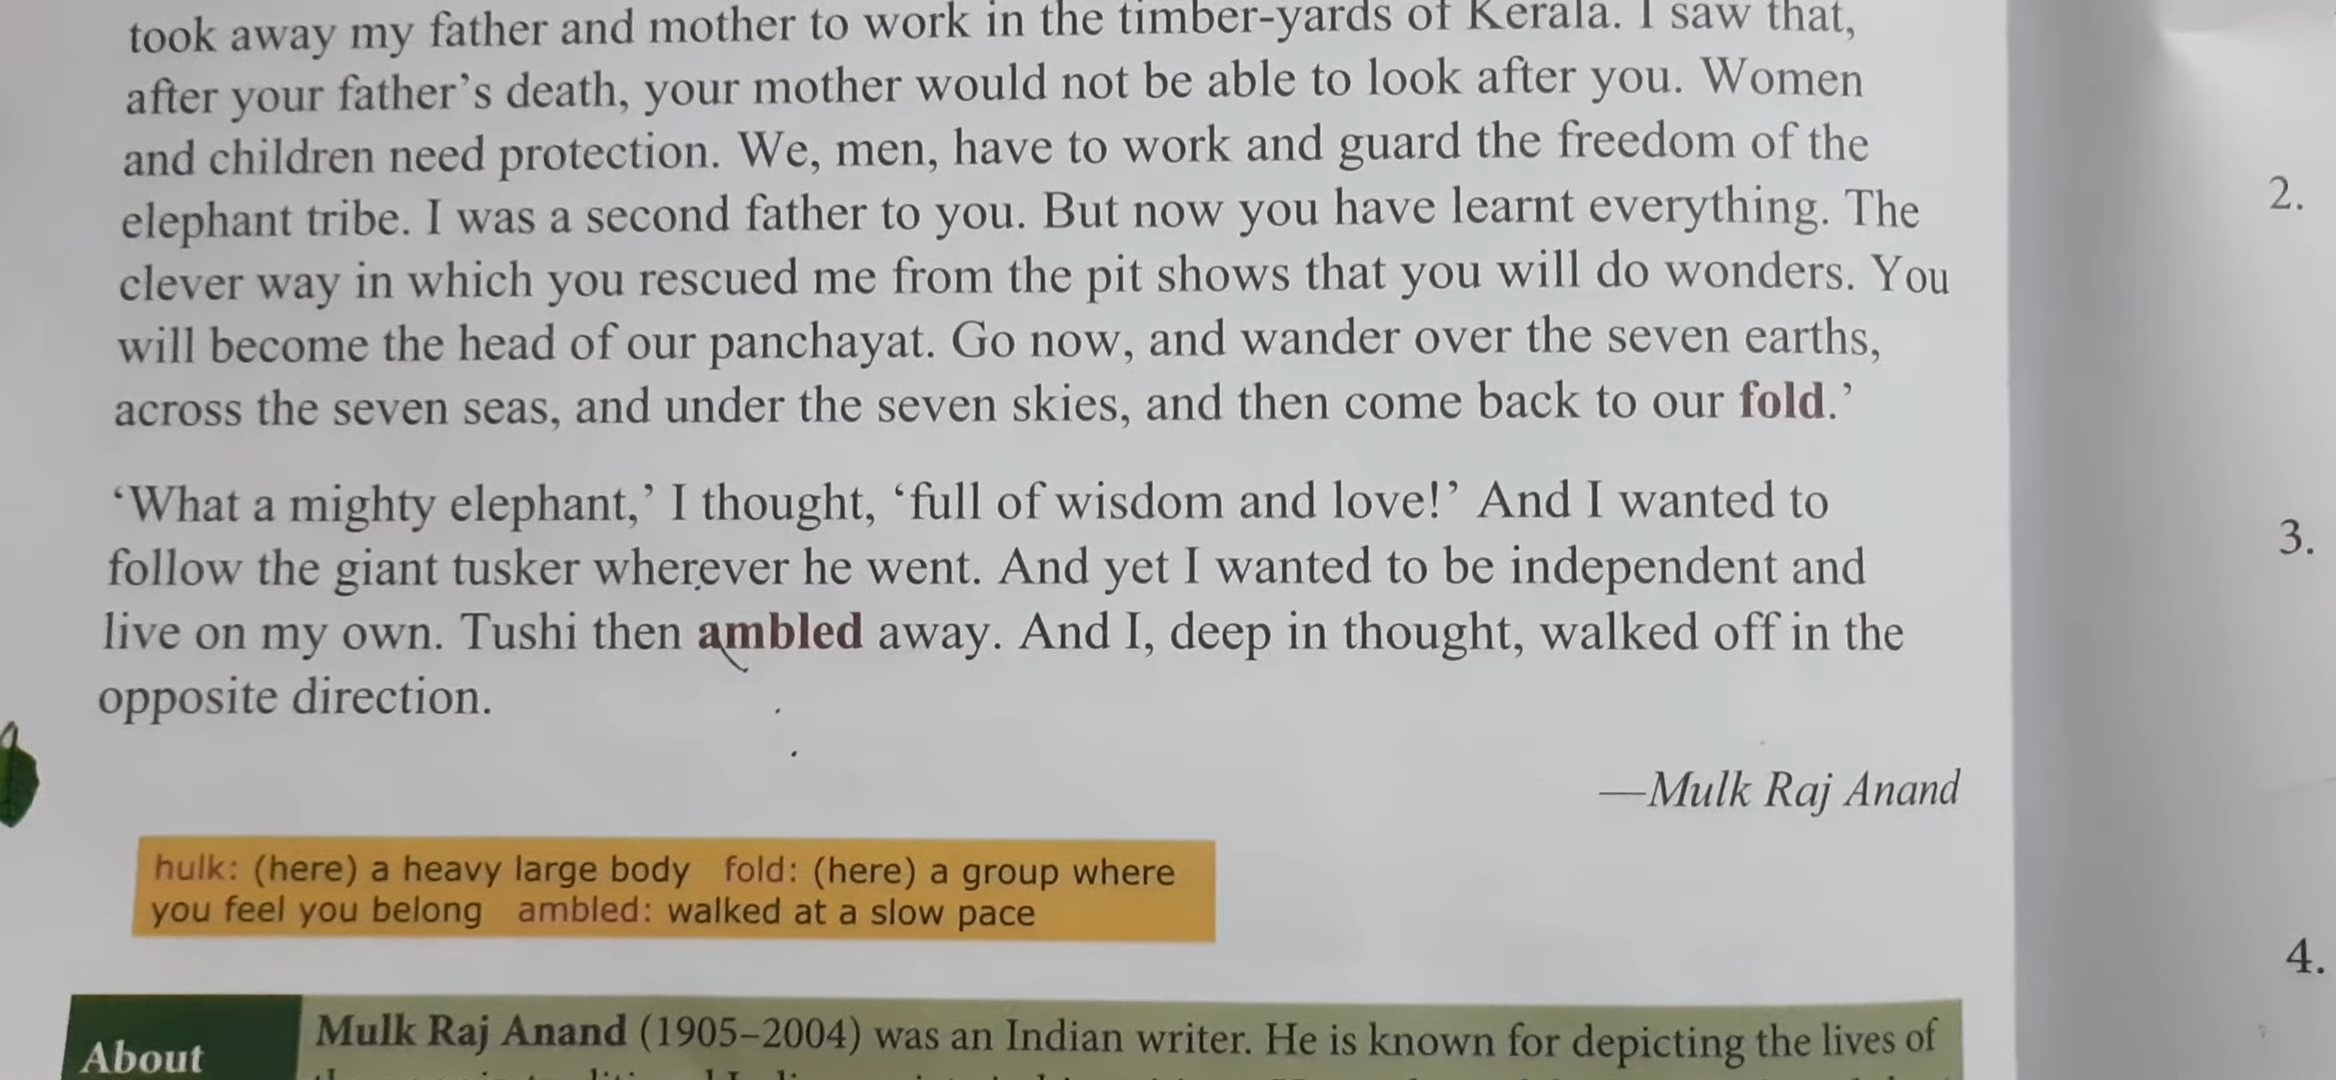 took away my father and mother to work in the timber-yards of Kerala. I saw that,
after your father’s death, your mother would not be able to look after you. Women
and children need protection. We, men, have to work and guard the freedom of the
elephant tribe. I was a second father to you. But now you have learnt everything. The
clever way in which you rescued me from the pit shows that you will do wonders. You
will become the head of our panchayat. Go now, and wander over the seven earths,
across the seven seas, and under the seven skies, and then come back to our fold.’
‘What a mighty elephant,’ I thought, ‘full of wisdom and love!’ And I wanted to
follow the giant tusker wherever he went. And yet I wanted to be independent and
live on my own. Tushi then ambled away. And I, deep in thought, walked off in the
opposite direction.
—Mulk Raj Anand
hulk: (here) a heavy large body fold: (here) a group where
you feel you belong ambled: walked at a slow pace
About
Mulk Raj Anand (1905–2004) was an Indian writer. He is known for depicting the lives of
2.
3.
4.